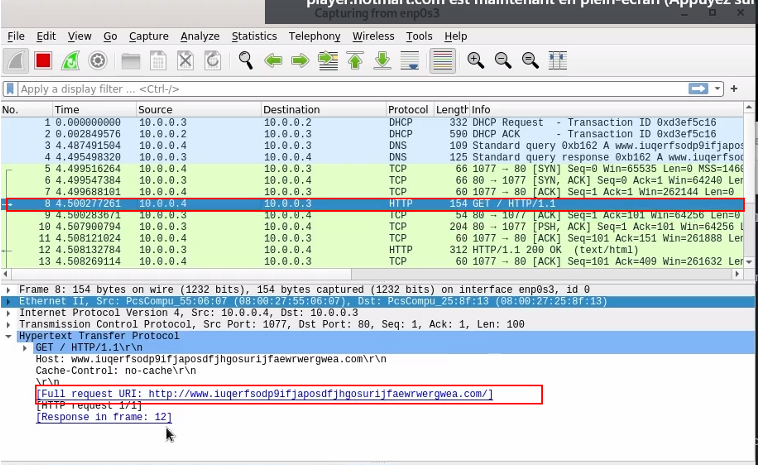 player.hotmart.com est maintenant en plein-écran (Appuyez sur
Capturing from enp0s3
File Edit View Go Capture Analyze Statistics Telephony Wireless Tools Help
Apply a display filter ... <Ctrl-/>
No. Time Source Destination Protocol Length Info
1 0.000000000 10.0.0.3 10.0.0.2 DHCP 332 DHCP Request - Transaction ID 0xd3ef5c16
2 0.002849576 10.0.0.2 10.0.0.3 DHCP 590 DHCP ACK - Transaction ID 0xd3ef5c16
3 4.487491504 10.0.0.4 10.0.0.3 DNS 109 Standard query 0xb162 A www.iuqerfsodp9ifjapos
4 4.495498320 10.0.0.3 10.0.0.4 DNS 125 Standard query response 0xb162 A www.iuqerfsod
5 4.499516264 10.0.0.4 10.0.0.3 TCP 66 1077 → 80 [SYN] Seq=0 Win=65535 Len=0 MSS=1460
6 4.499547384 10.0.0.3 10.0.0.4 TCP 66 80 → 1077 [SYN, ACK] Seq=0 Ack=1 Win=64240 Len=
7 4.499688101 10.0.0.4 10.0.0.3 TCP 60 1077 → 80 [ACK] Seq=1 Ack=1 Win=262144 Len=0
8 4.500277261 10.0.0.4 10.0.0.3 HTTP 154 GET / HTTP/1.1
9 4.500283671 10.0.0.3 10.0.0.4 TCP 54 80 → 1077 [ACK] Seq=1 Ack=101 Win=64256 Len=0
10 4.507900794 10.0.0.3 10.0.0.4 TCP 204 80 → 1077 [PSH, ACK] Seq=1 Ack=101 Win=64256
11 4.508121024 10.0.0.4 10.0.0.3 TCP 60 1077 → 80 [ACK] Seq=101 Ack=151 Win=261888 Len
12 4.508132784 10.0.0.3 10.0.0.4 HTTP 312 HTTP/1.1 200 OK (text/html)
13 4.508269114 10.0.0.4 10.0.0.3 TCP 60 1077 → 80 [ACK] Seq=101 Ack=409 Win=261632 Len
Frame 8: 154 bytes on wire (1232 bits), 154 bytes captured (1232 bits) on interface enp0s3, id 0
Ethernet II, Src: PcsCompu_55:06:07 (08:00:27:55:06:07), Dst: PcsCompu_25:8f:13 (08:00:27:25:8f:13)
Internet Protocol Version 4, Src: 10.0.0.4, Dst: 10.0.0.3
Transmission Control Protocol, Src Port: 1077, Dst Port: 80, Seq: 1, Ack: 1, Len: 100
Hypertext Transfer Protocol
GET / HTTP/1.1\r\n
Host: www.iuqerfsodp9ifjaposdfjhgosurijfaewrwergwea.com\r\n
Cache-Control: no-cache\r\n
\r\n
[Full request URI: http://www.iuqerfsodp9ifjaposdfjhgosurijfaewrwergwea.com/]
[HTTP request 1/1]
[Response in frame: 12]